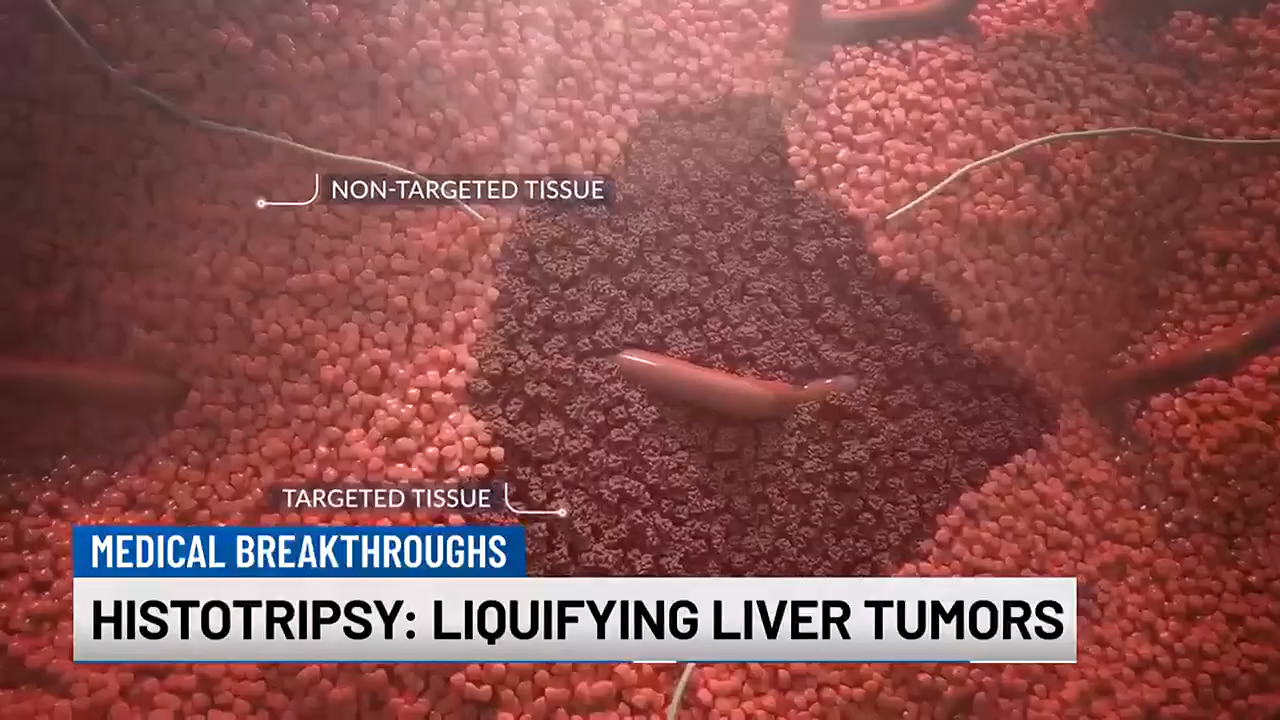 NON-TARGETED TISSUE
TARGETED TISSUE
MEDICAL BREAKTHROUGHS
HISTOTRIPSY: LIQUIFYING LIVER TUMORS